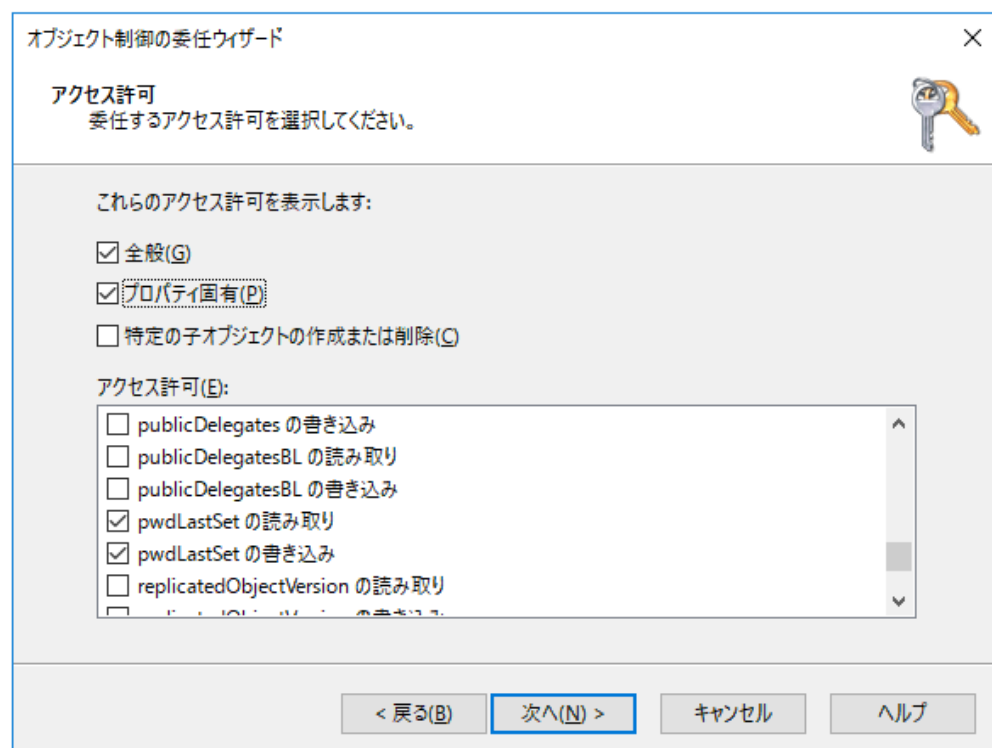 オブジェクト制御の委任ウィザード
アクセス許可
委任するアクセス許可を選択してください。
これらのアクセス許可を表示します:
全般(G)
プロパティ固有(P)
特定の子オブジェクトの作成または削除(C)
アクセス許可(E):
publicDelegates の書き込み
publicDelegatesBL の読み取り
publicDelegatesBL の書き込み
pwdLastSet の読み取り
pwdLastSet の書き込み
replicatedObjectVersion の読み取り
< 戻る(B) 次へ(N) > キャンセル ヘルプ